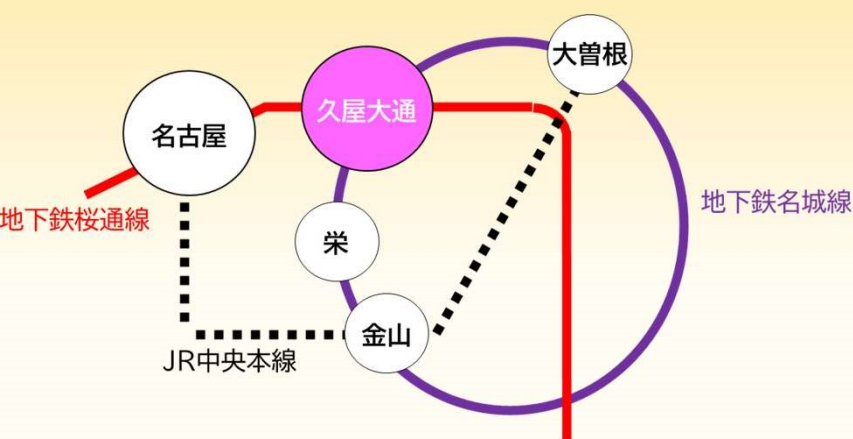 大曽根
久屋大通
名古屋
地下鉄名城線
地下鉄桜通線
栄
金山
JR中央本線